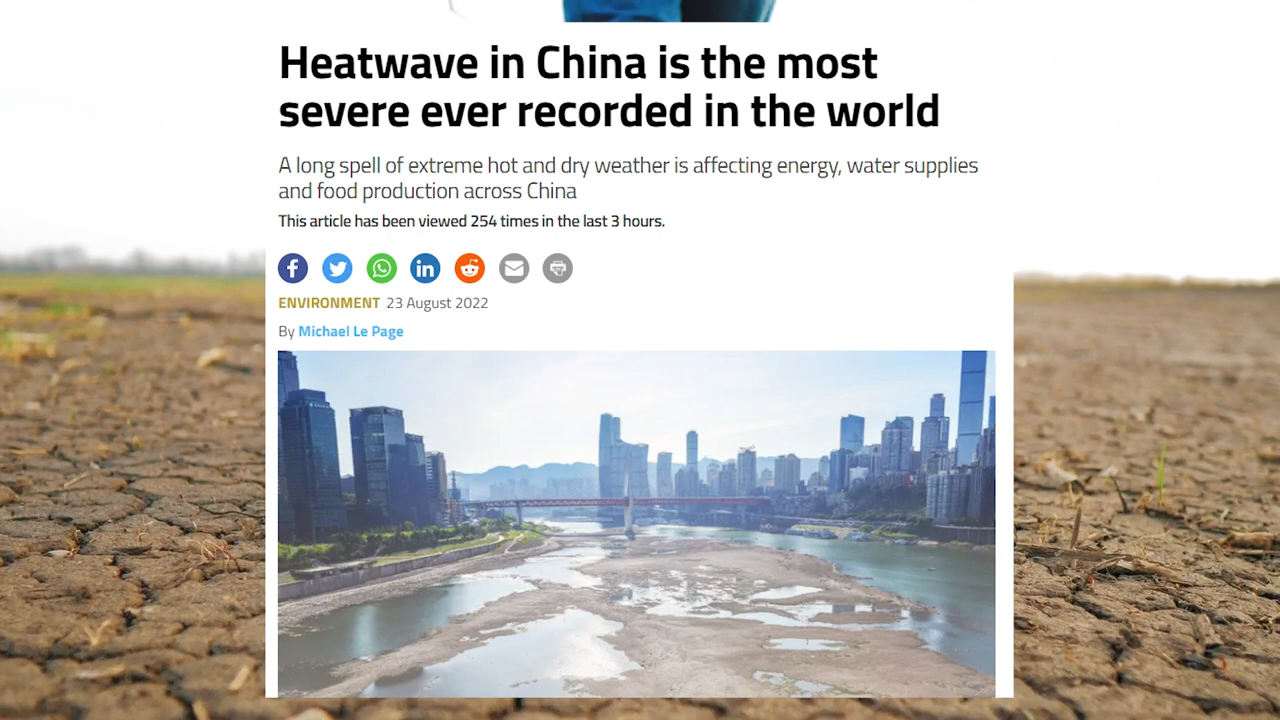 Heatwave in China is the most
severe ever recorded in the world
A long spell of extreme hot and dry weather is affecting energy, water supplies
and food production across China
This article has been viewed 254 times in the last 3 hours.
ENVIRONMENT 23 August 2022
By Michael Le Page